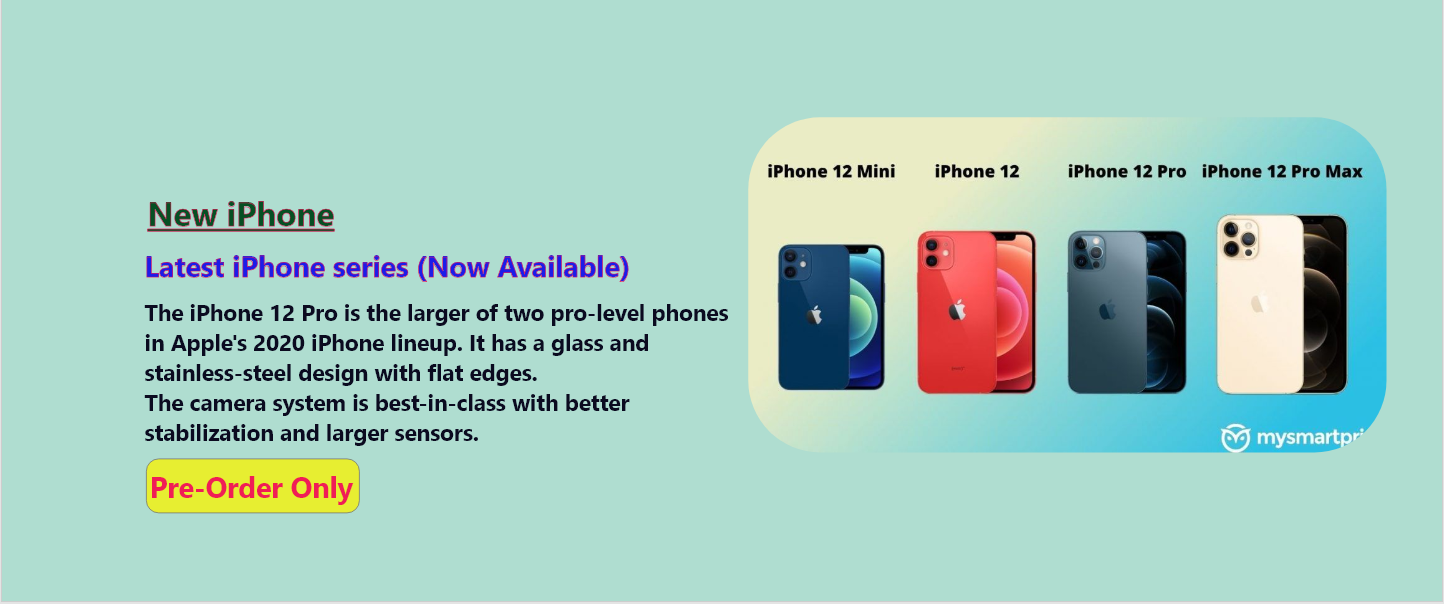 New iPhone
Latest iPhone series (Now Available)
The iPhone 12 Pro is the larger of two pro-level phones
in Apple's 2020 iPhone lineup. It has a glass and
stainless-steel design with flat edges.
The camera system is best-in-class with better
stabilization and larger sensors.
Pre-Order Only
iPhone 12 Mini
iPhone 12
iPhone 12 Pro
iPhone 12 Pro Max
mysmartpri